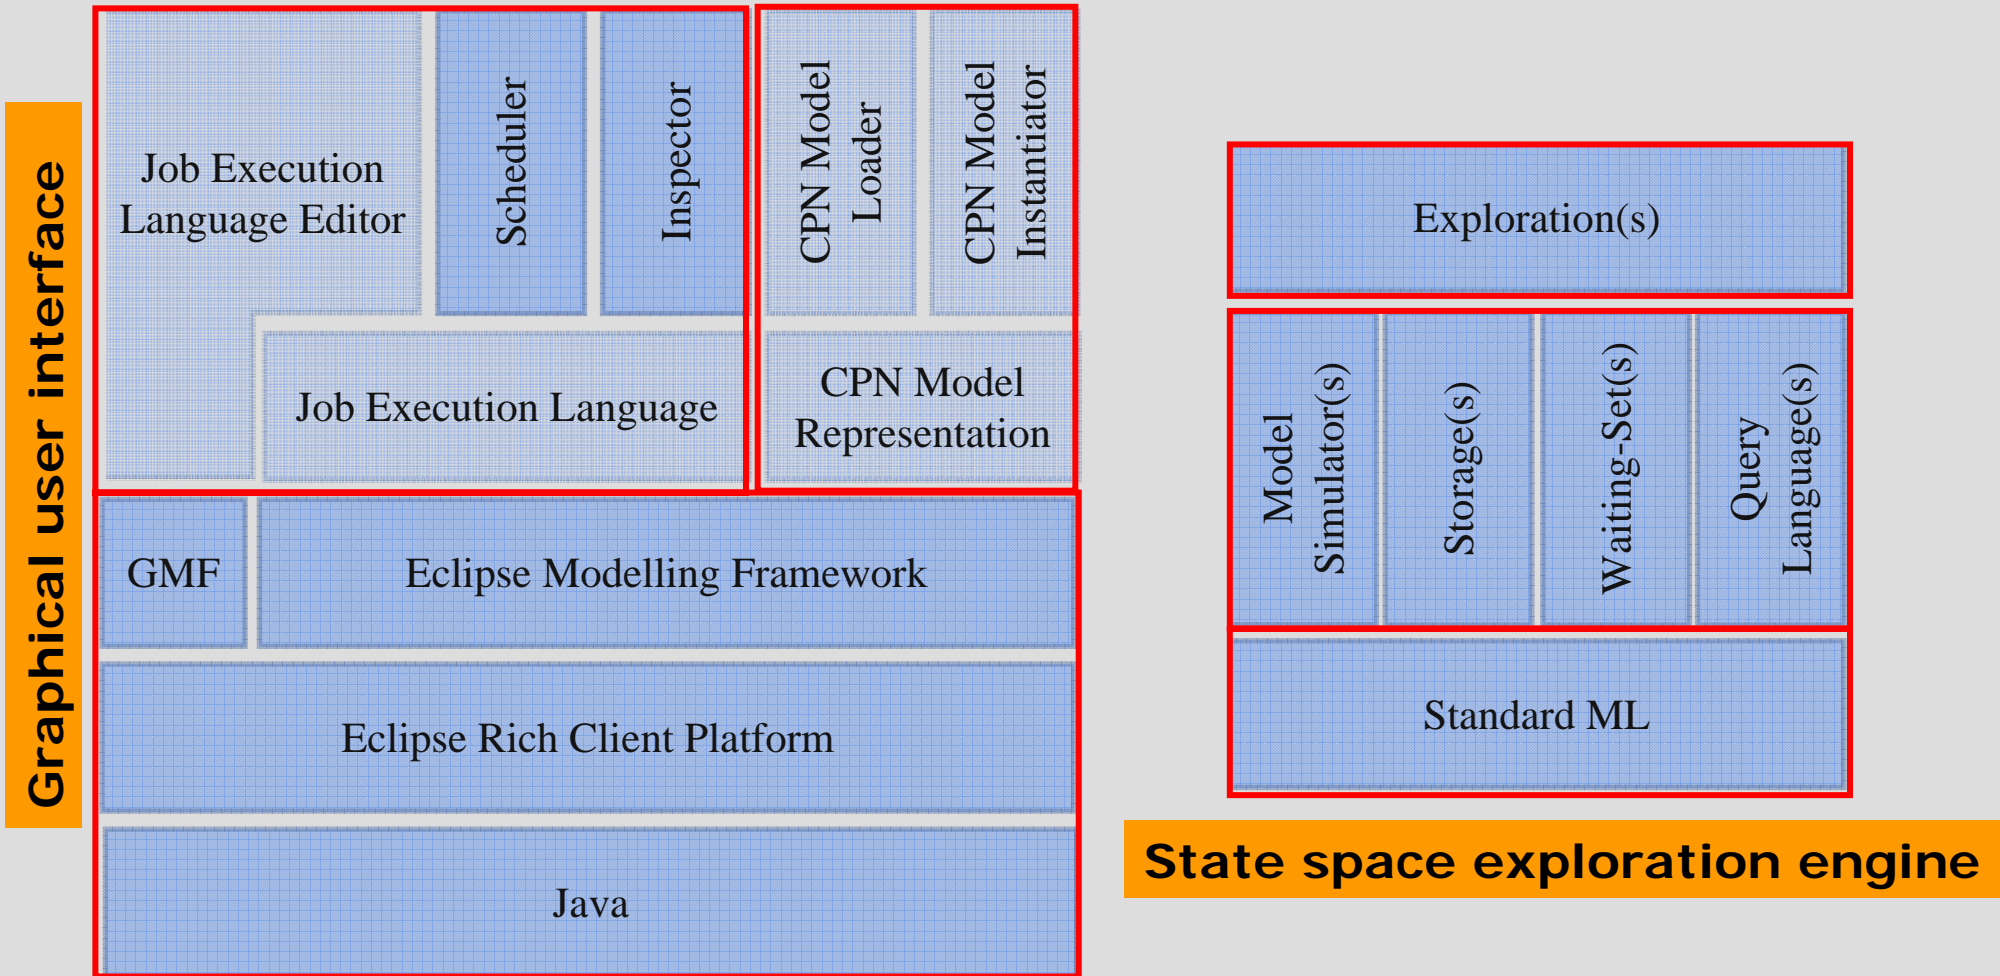 Graphical user interface
Job Execution
Language Editor
Scheduler
Inspector
CPN Model
Loader
CPN Model
Instantiator
Job Execution Language
CPN Model
Representation
GMF
Eclipse Modelling Framework
Eclipse Rich Client Platform
Java
Exploration(s)
Model
Simulator(s)
Storage(s)
Waiting-Set(s)
Query
Language(s)
Standard ML
State space exploration engine